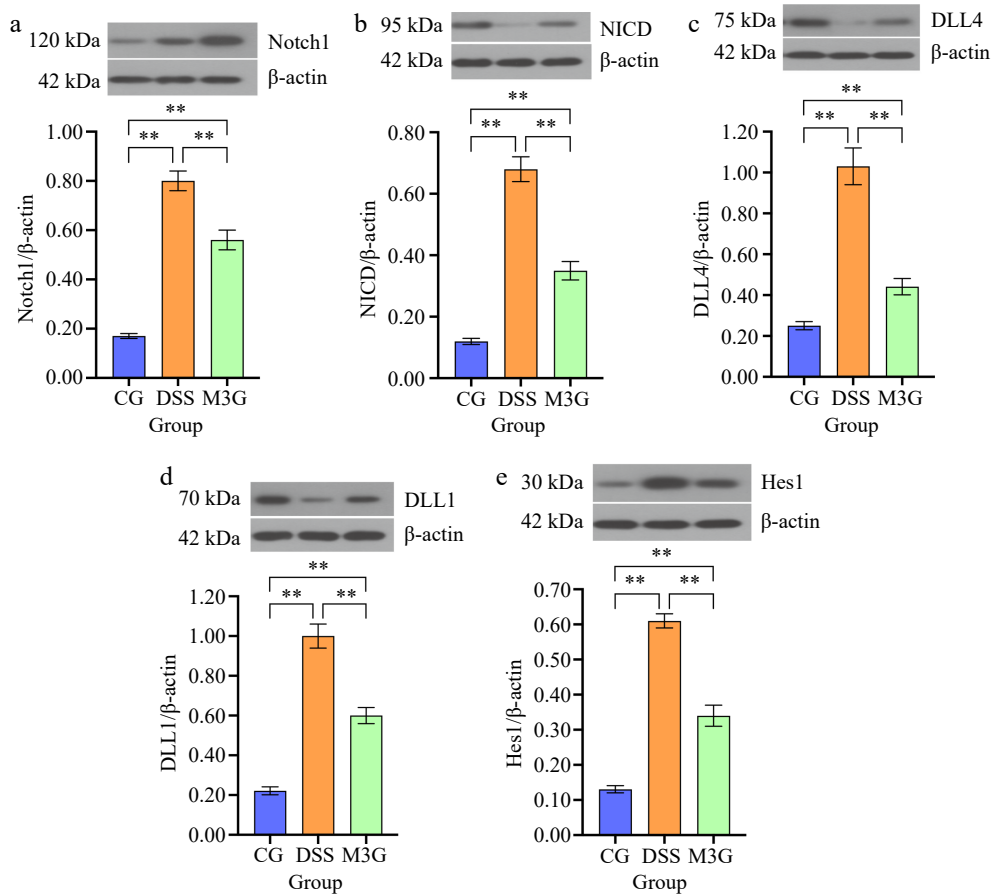 a
120 kDa
Notch1
42 kDa
β-actin
**
**
**
Notch1/β-actin
1.00
0.80
0.60
0.40
0.20
0.00
CG DSS M3G
Group
b
95 kDa
NICD
42 kDa
β-actin
**
**
**
NICD/β-actin
0.80
0.60
0.40
0.20
0.00
CG DSS M3G
Group
c
75 kDa
DLL4
42 kDa
β-actin
**
**
**
DLL4/β-actin
1.20
1.00
0.80
0.60
0.40
0.20
0.00
CG DSS M3G
Group
d
70 kDa
DLL1
42 kDa
β-actin
**
**
**
DLL1/β-actin
1.20
1.00
0.80
0.60
0.40
0.20
0.00
CG DSS M3G
Group
e
30 kDa
Hes1
42 kDa
β-actin
**
**
**
Hes1/β-actin
0.70
0.60
0.50
0.40
0.30
0.20
0.10
0.00
CG DSS M3G
Group